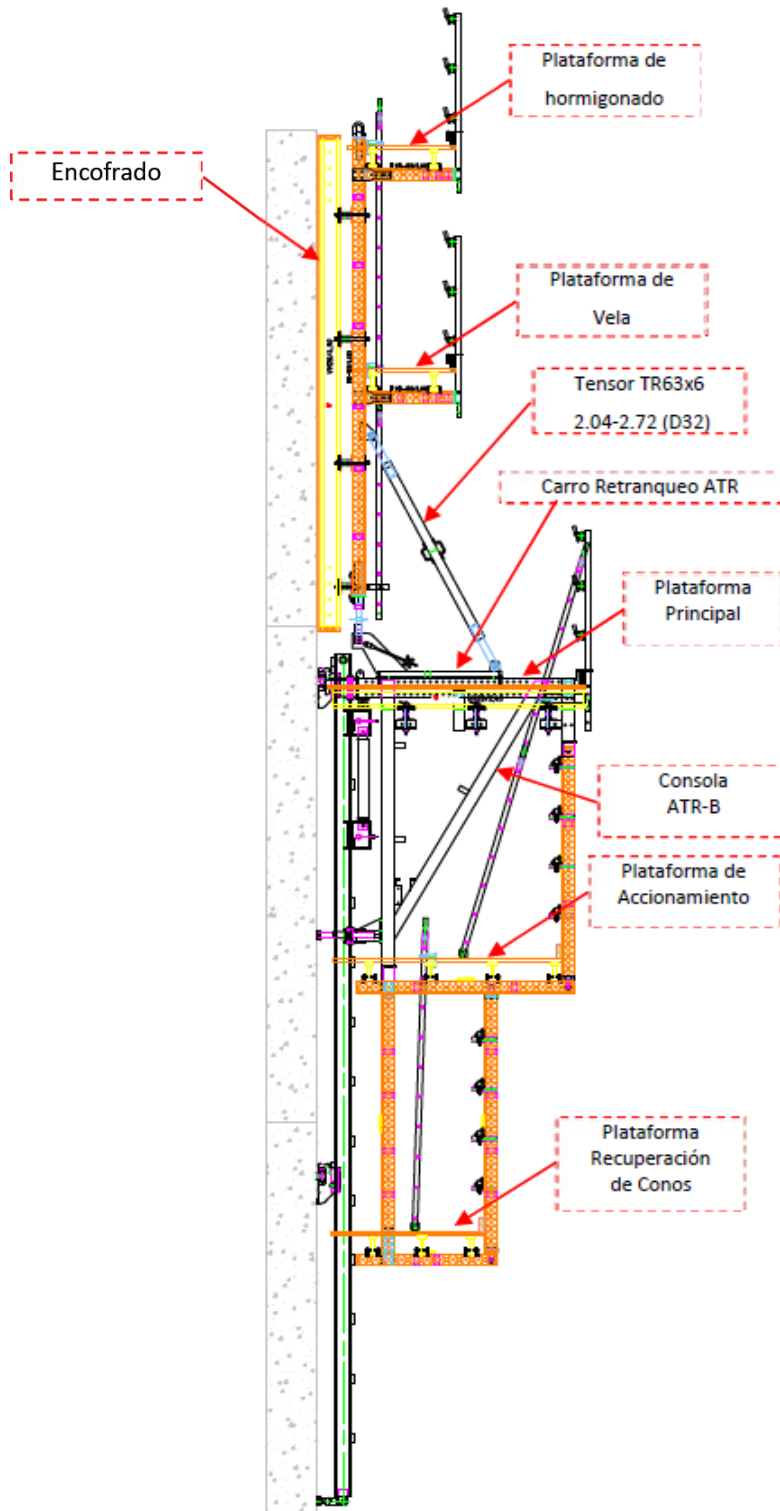 Plataforma de
hormigonado
Encofrado
Plataforma de
Vela
Tensor TR63x6
2.04-2.72 (D32)
Carro Retranqueo ATR
Plataforma
Principal
Consola
ATR-B
Plataforma de
Accionamiento
Plataforma
Recuperación
de Conos